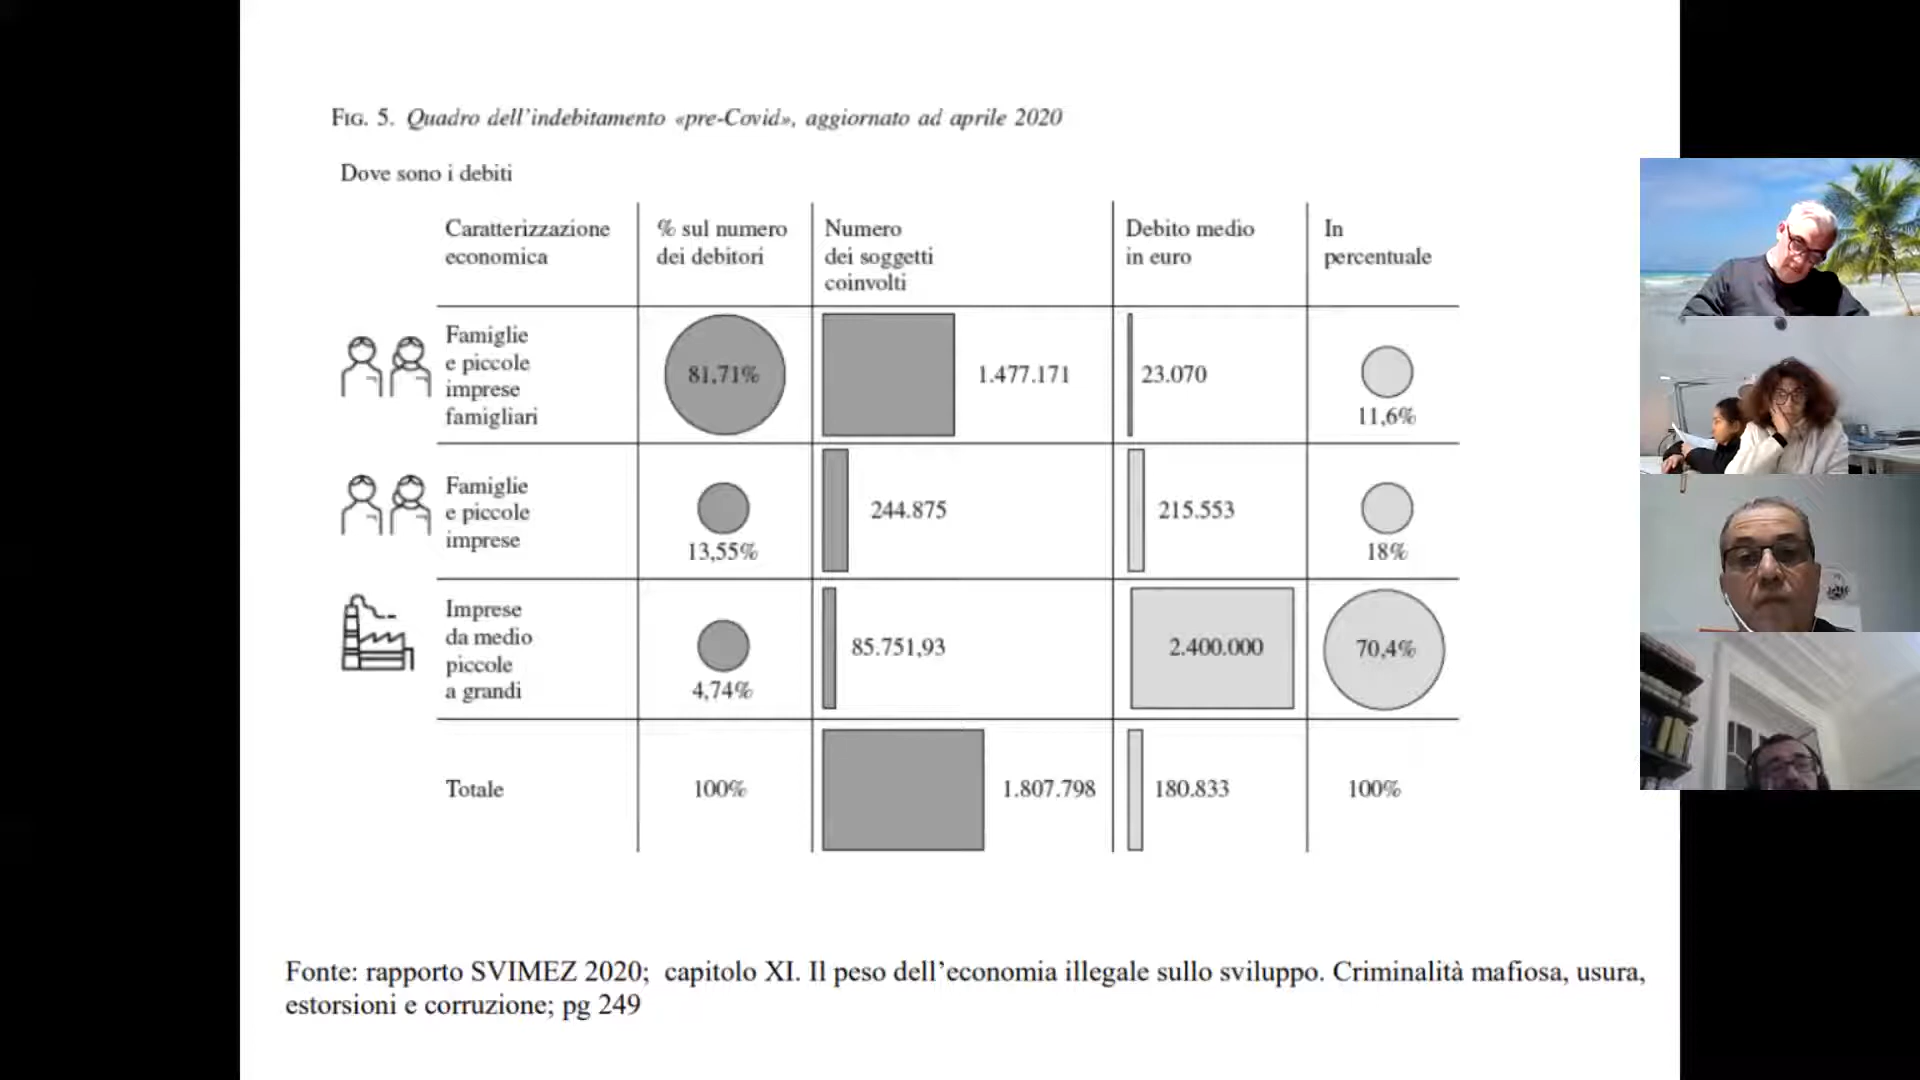 FIG. 5. Quadro dell'indebitamento «pre-Covid», aggiornato ad aprile 2020
Dove sono i debiti
Caratterizzazione
economica
% sul numero
dei debitori
Numero
dei soggetti
coinvolti
Debito medio
in euro
In
percentuale
Famiglie
e piccole
imprese
famigliari
81,71%
1.477.171
23.070
11,6%
Famiglie
e piccole
imprese
13,55%
244.875
215.553
18%
Imprese
da medio
piccole
a grandi
4,74%
85.751,93
2.400.000
70,4%
Totale
100%
1.807.798
180.833
100%
Fonte: rapporto SVIMEZ 2020; capitolo XI. Il peso dell'economia illegale sullo sviluppo. Criminalità mafiosa, usura,
estorsioni e corruzione; pg 249